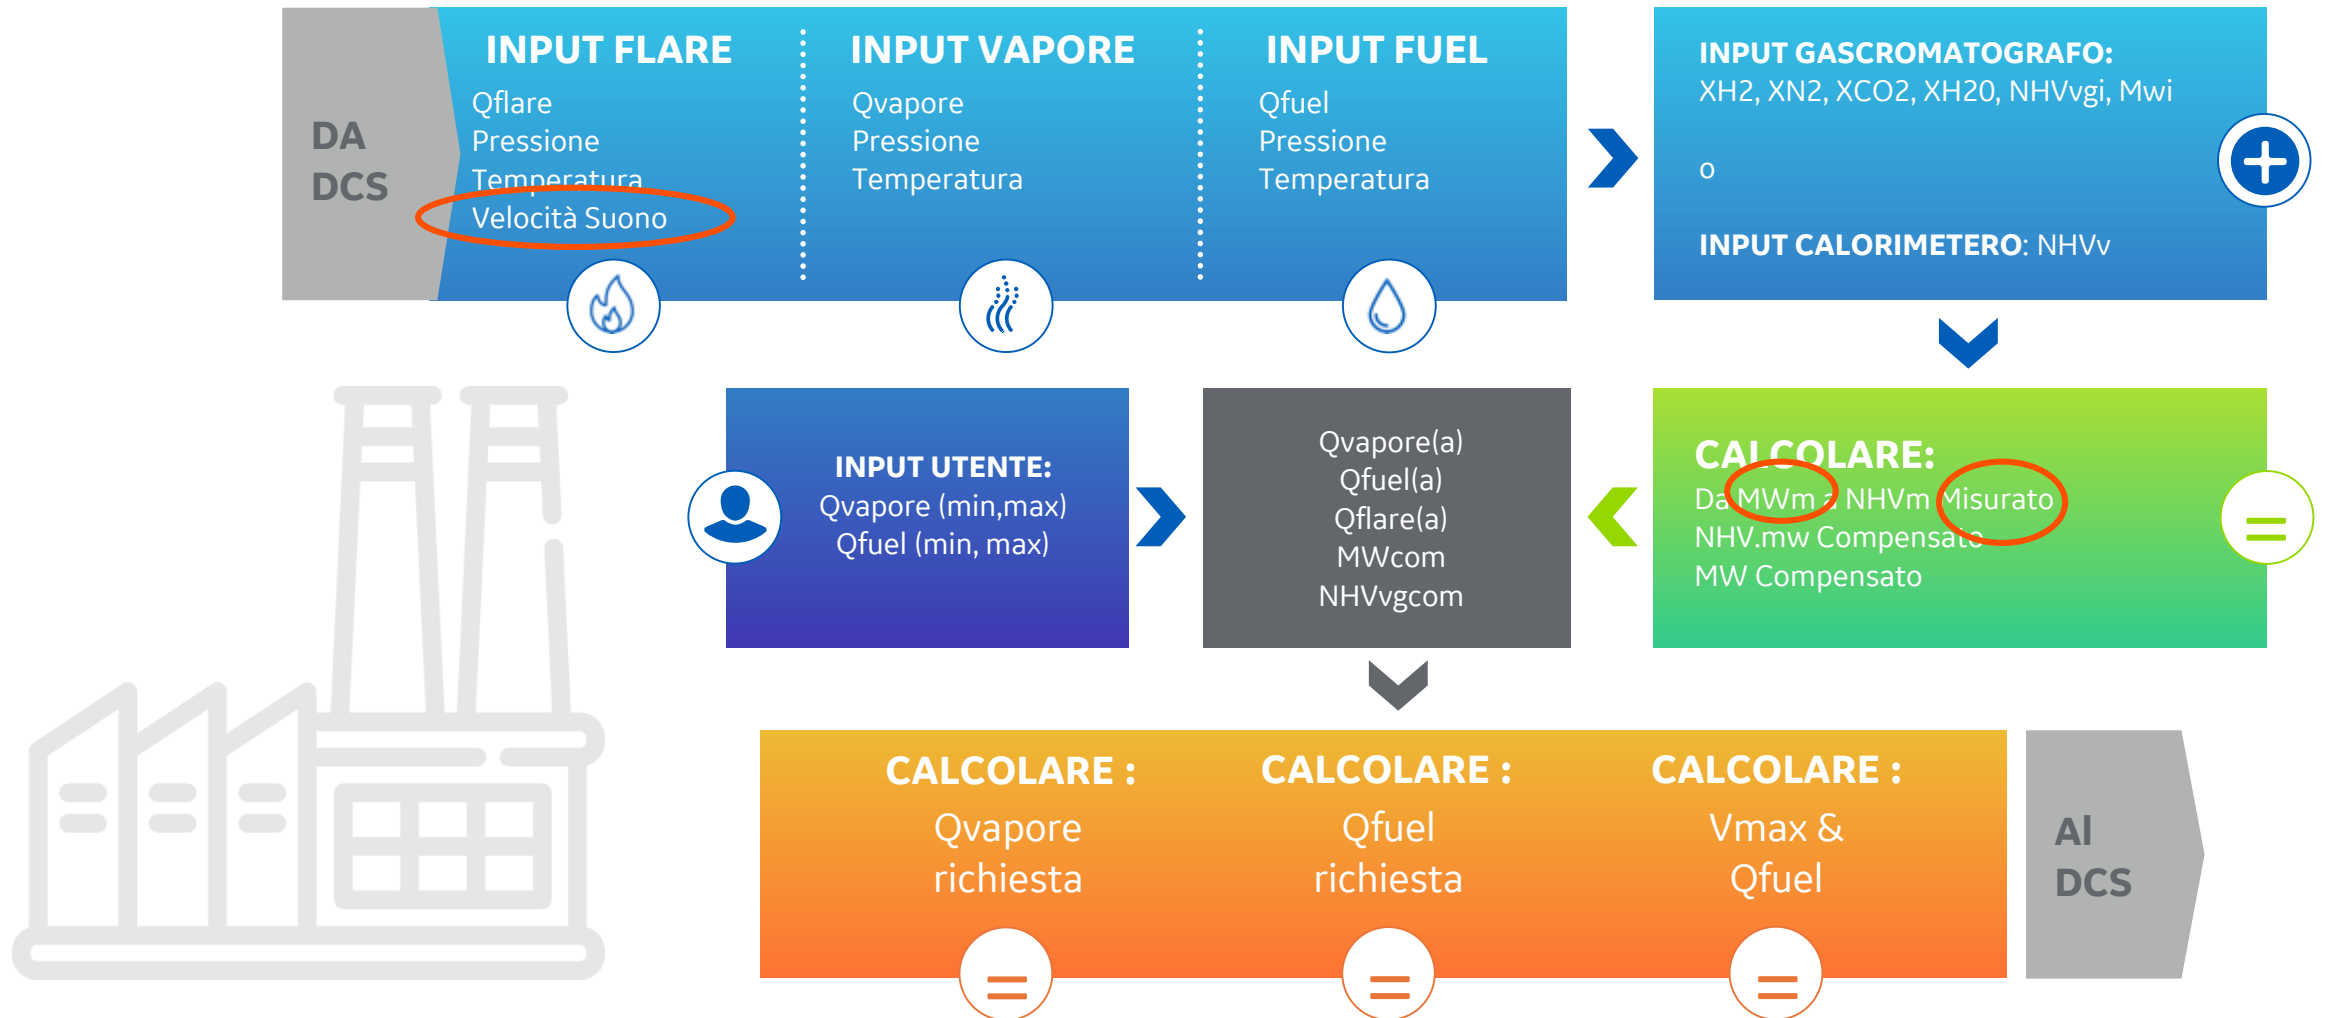 DA
DCS
INPUT FLARE
Qflare
Pressione
Temperatura
Velocità Suono
INPUT VAPORE
Qvapore
Pressione
Temperatura
INPUT FUEL
Qfuel
Pressione
Temperatura
INPUT GASCROMATOGRAFO:
XH2, XN2, XCO2, XH20, NHVvgi, Mwi
o
INPUT CALORIMETERO: NHVv
INPUT UTENTE:
Qvapore (min,max)
Qfuel (min, max)
Qvapore(a)
Qfuel(a)
Qflare(a)
MWcom
NHVvgcom
CALCOLARE:
Da MWm a NHVm Misurato
NHV.mw Compensato
MW Compensato
CALCOLARE :
Qvapore
richiesta
CALCOLARE :
Qfuel
richiesta
CALCOLARE :
Vmax &
Qfuel
Al
DCS